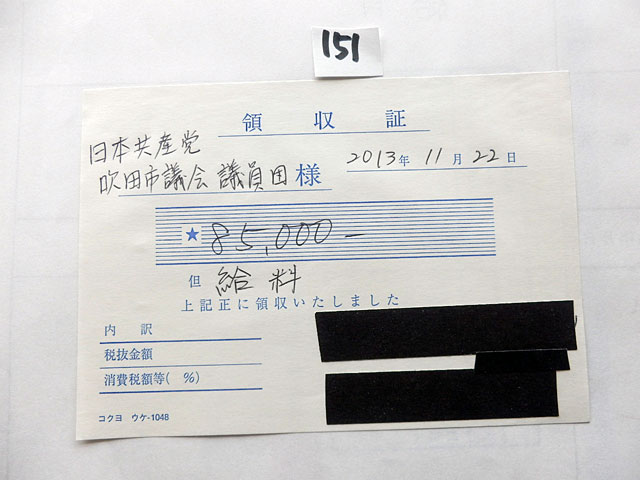 151
領収証
日本共産党
吹田市議会 議員団 様
2013年 11月 22日
★ 85,000-
但 給料
上記正に領収いたしました
内訳
税抜金額
消費税額等( %)
コクヨ ウケ-1048